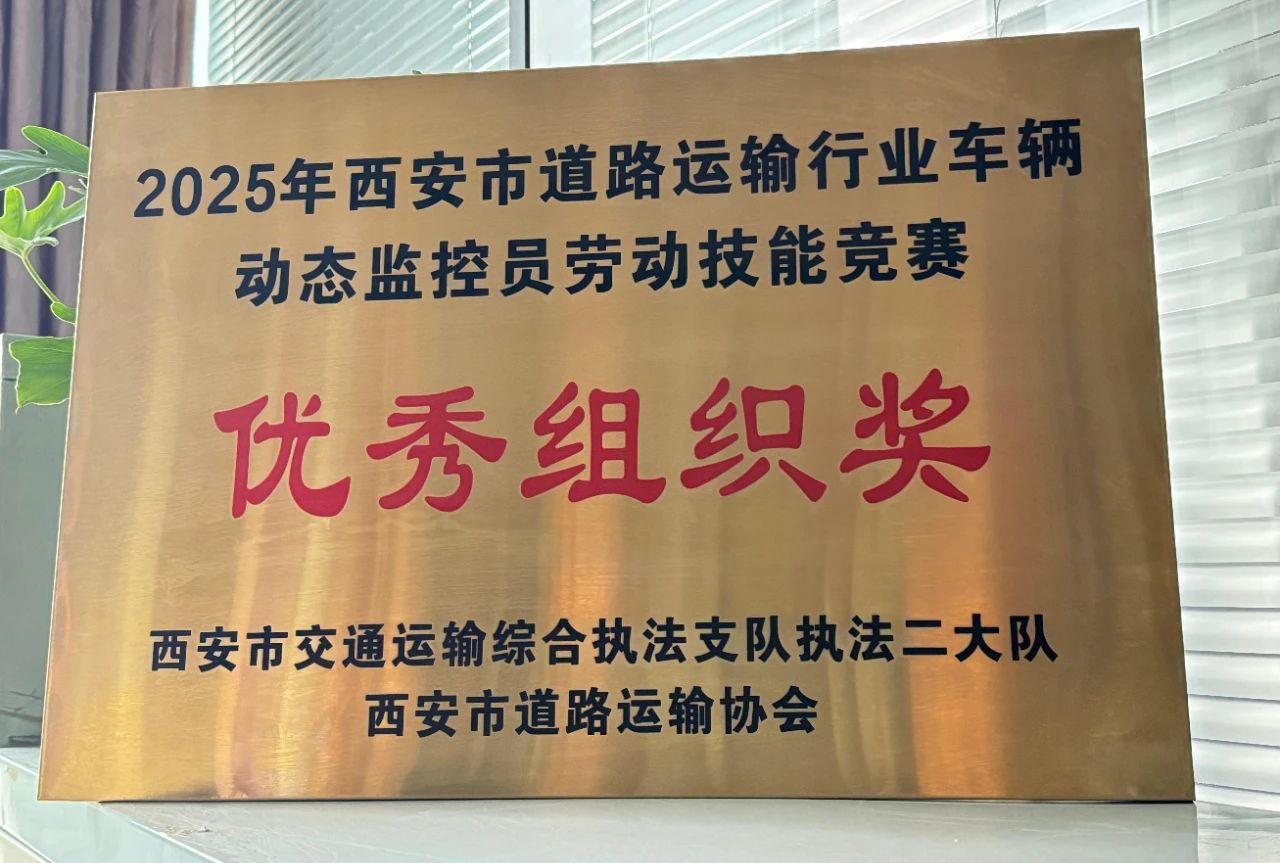 2025年西安市道路运输行业车辆
动态监控员劳动技能竞赛
优秀组织奖
西安市交通运输综合执法支队执法二大队
西安市道路运输协会